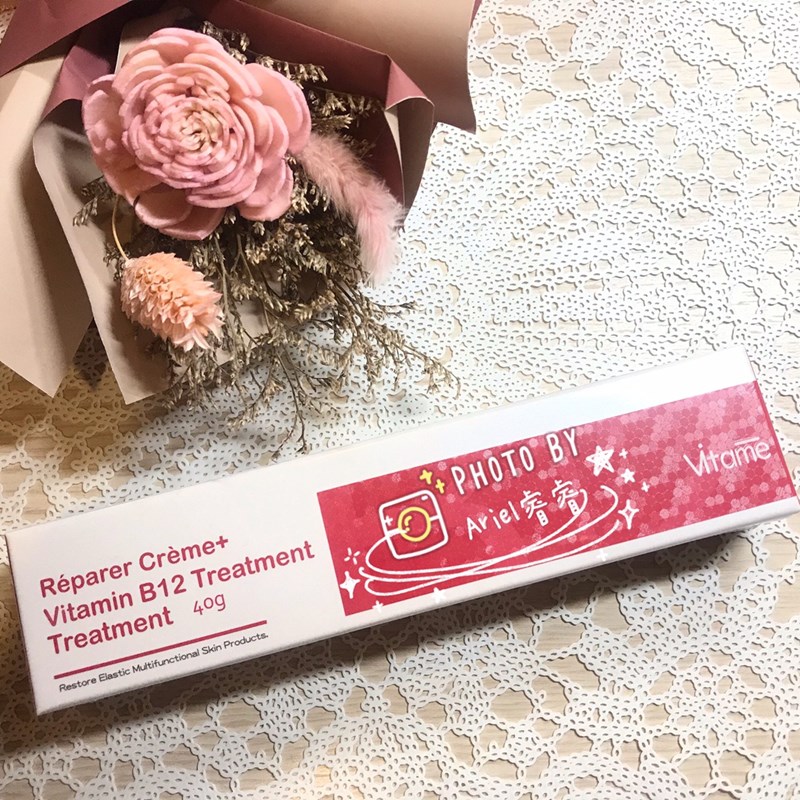 Réparer Crème+
Vitamin B12 Treatment
Treatment 40g
Restore Elastic Multifunctional Skin Products.
PHOTO BY
Ariel睿睿
Vitamē